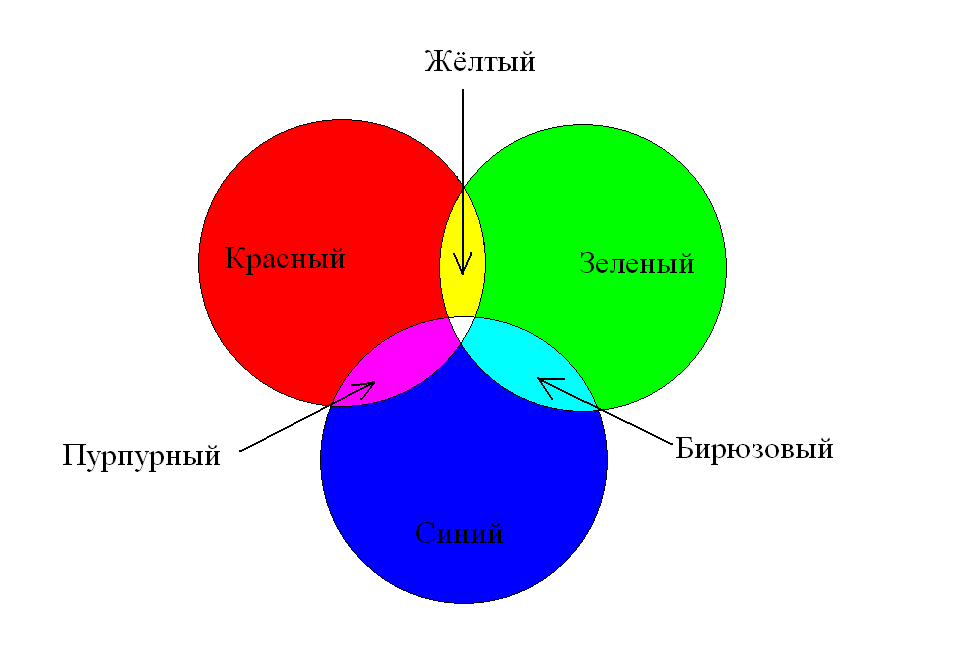 Жёлтый
Красный
Зеленый
Пурпурный
Бирюзовый
Синий